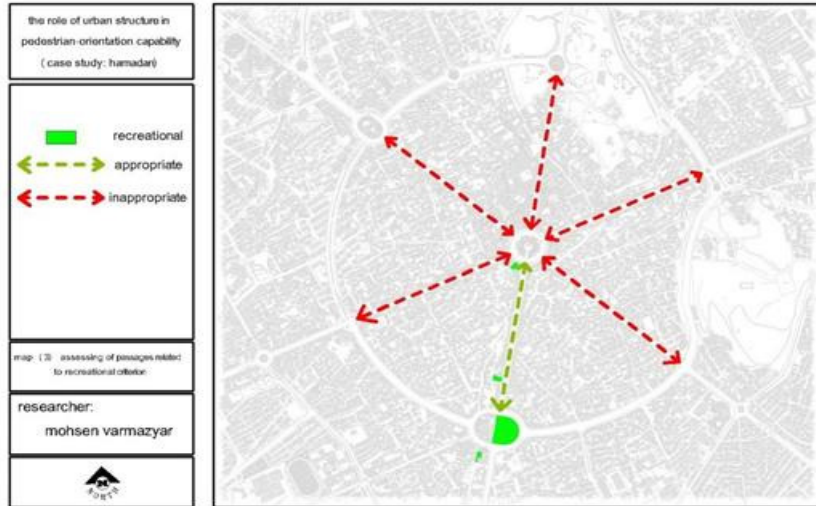 the role of urban structure in
pedestrian-orientation capability
( case study: hamadan)
recreational
appropriate
inappropriate
map (3) assessing of passages related
to recreational criterion
researcher:
mohsen varmazyar
NORTH